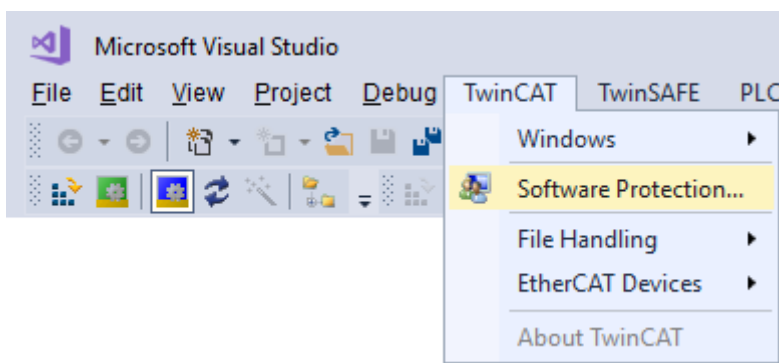 Microsoft Visual Studio
File Edit View Project Debug TwinCAT TwinSAFE PLC
Windows
Software Protection...
File Handling
EtherCAT Devices
About TwinCAT